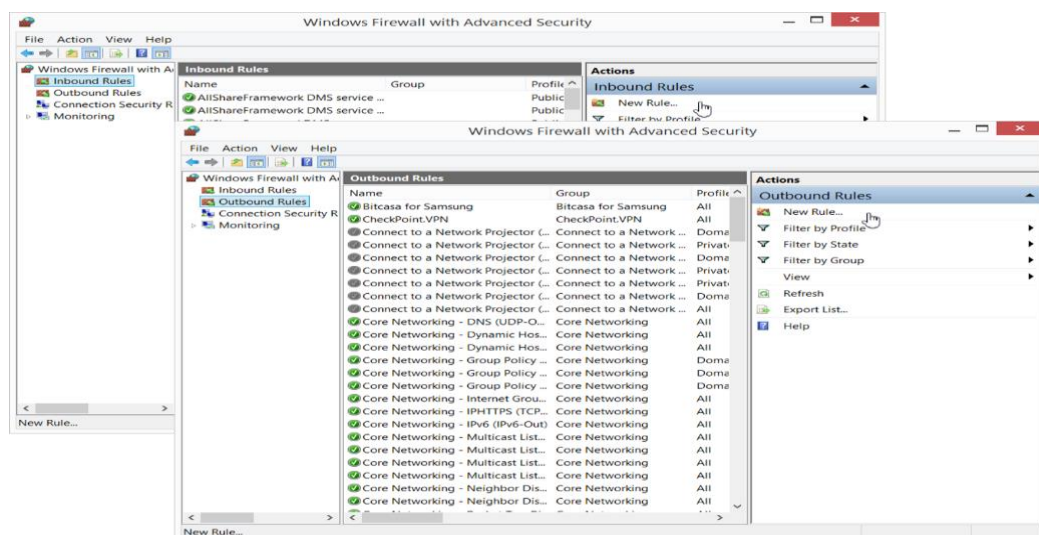 Windows Firewall with Advanced Security
File Action View Help
Windows Firewall with A
Inbound Rules
Outbound Rules
Connection Security R
Monitoring
Inbound Rules
Name Group Profile
AllShareFramework DMS service ... Public
AllShareFramework DMS service ... Public
Actions
Inbound Rules
New Rule...
Filter by Profile
New Rule...
Windows Firewall with Advanced Security
File Action View Help
Windows Firewall with A
Inbound Rules
Outbound Rules
Connection Security R
Monitoring
Outbound Rules
Name Group Profile
Bitcasa for Samsung Bitcasa for Samsung All
CheckPoint.VPN CheckPoint.VPN All
Connect to a Network Projector (... Connect to a Network ... Doma
Connect to a Network Projector (... Connect to a Network ... Privat
Connect to a Network Projector (... Connect to a Network ... Doma
Connect to a Network Projector (... Connect to a Network ... Privat
Connect to a Network Projector (... Connect to a Network ... Privat
Connect to a Network Projector (... Connect to a Network ... Doma
Connect to a Network Projector (... Connect to a Network ... All
Core Networking - DNS (UDP-O... Core Networking All
Core Networking - Dynamic Hos... Core Networking All
Core Networking - Dynamic Hos... Core Networking All
Core Networking - Group Policy ... Core Networking Doma
Core Networking - Group Policy ... Core Networking Doma
Core Networking - Group Policy ... Core Networking Doma
Core Networking - Internet Grou... Core Networking All
Core Networking - IPHTTPS (TCP... Core Networking All
Core Networking - IPv6 (IPv6-Out) Core Networking All
Core Networking - Multicast List... Core Networking All
Core Networking - Multicast List... Core Networking All
Core Networking - Multicast List... Core Networking All
Core Networking - Neighbor Dis... Core Networking All
Core Networking - Neighbor Dis... Core Networking All
Actions
Outbound Rules
New Rule...
Filter by Profile
Filter by State
Filter by Group
View
Refresh
Export List...
Help
New Rule...